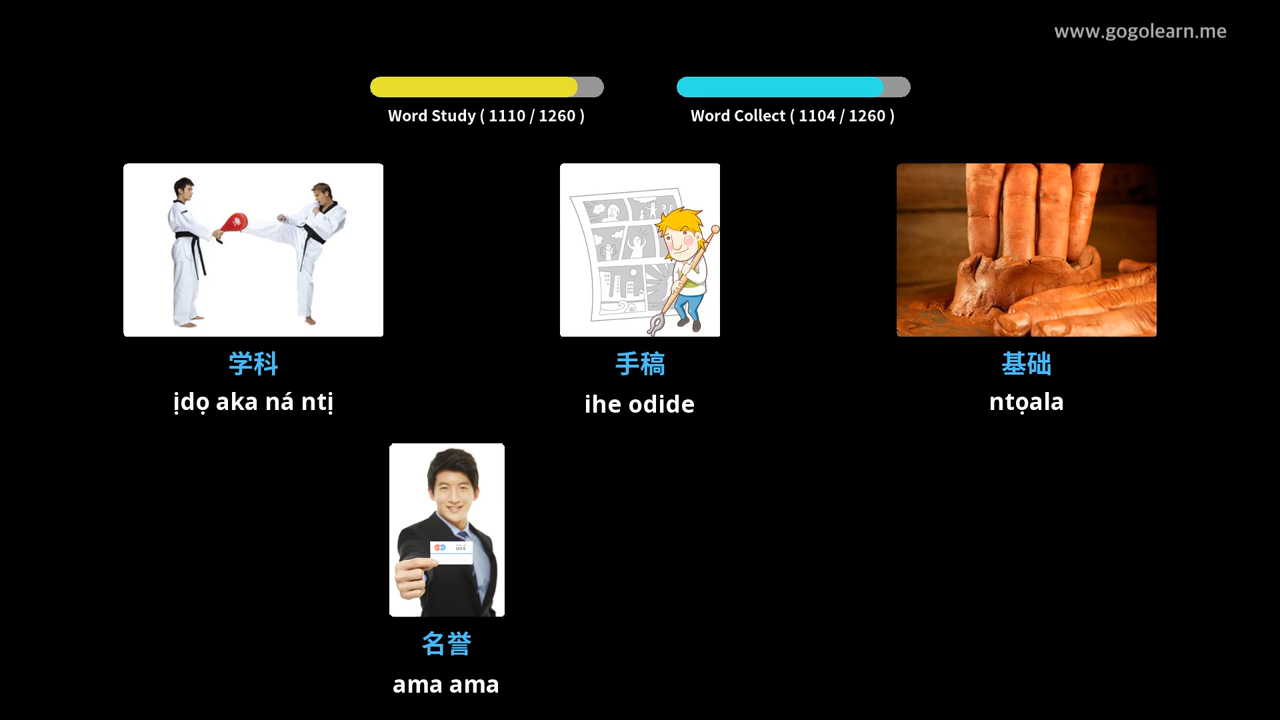 www.gogolearn.me
Word Study ( 1110 / 1260 )
Word Collect ( 1104 / 1260 )
学科
手稿
基础
ịdọ aka ná ntị
ihe odide
ntọala
名誉
ama ama